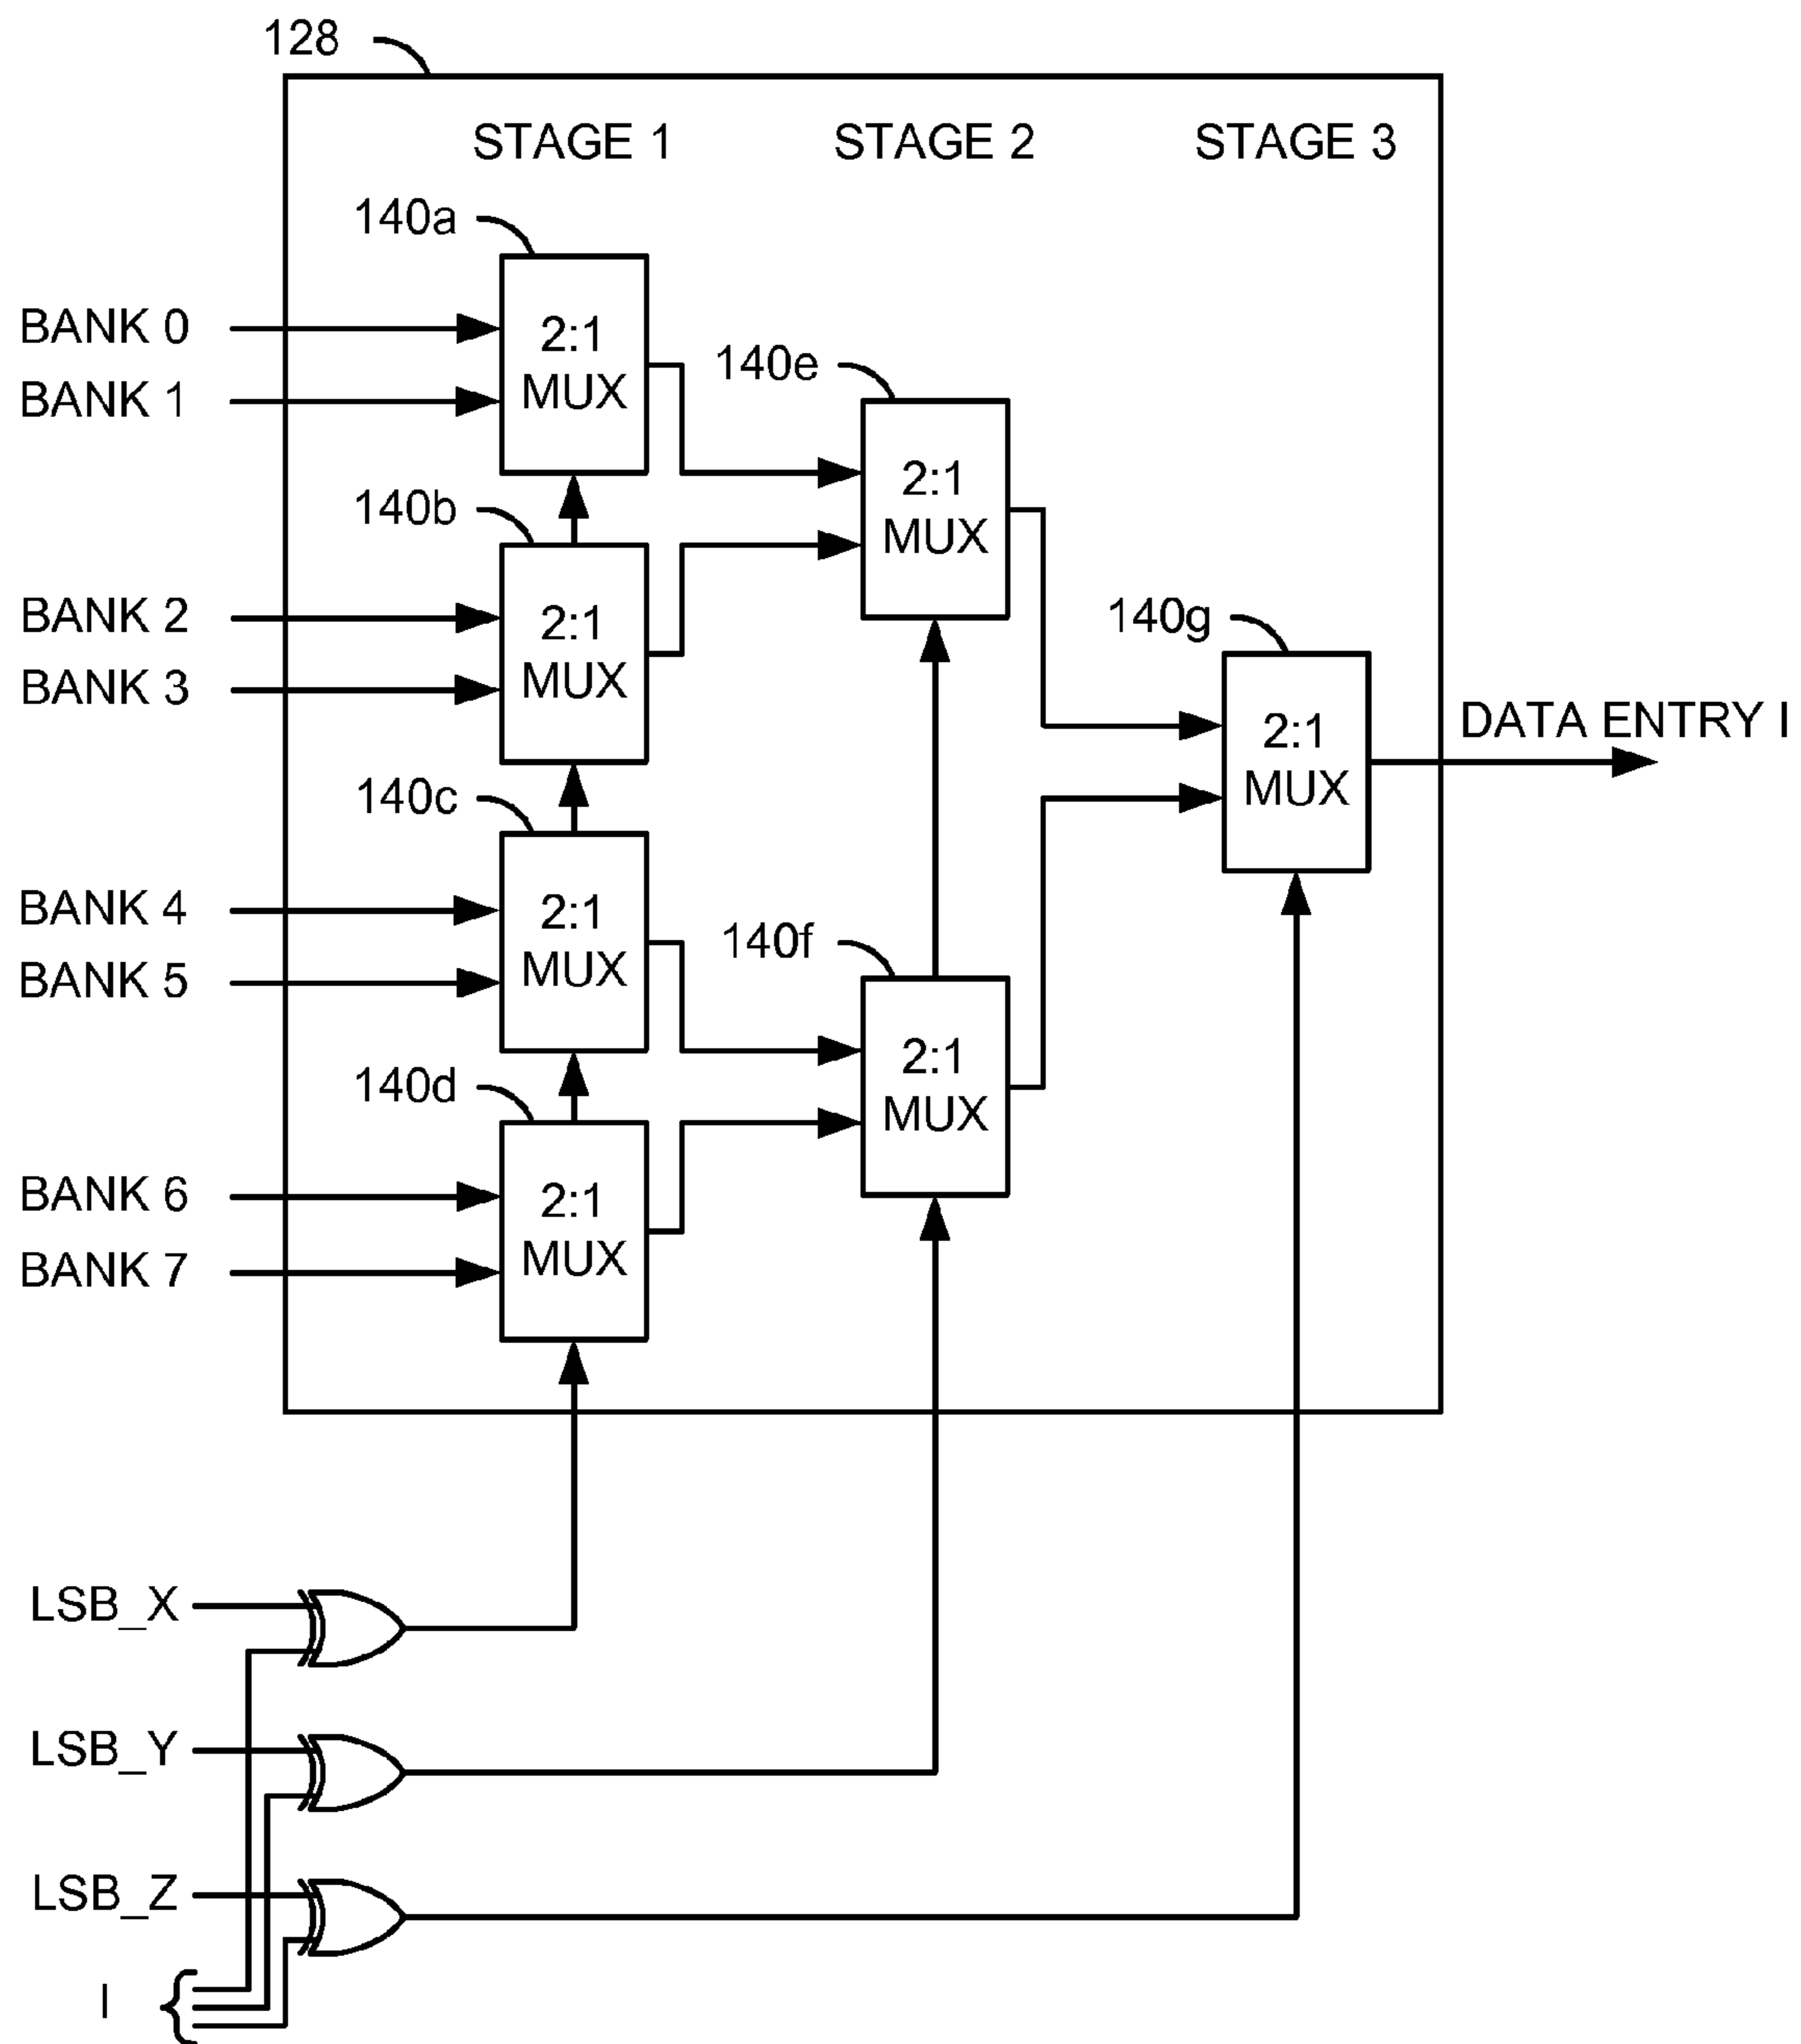 128
STAGE 1 STAGE 2 STAGE 3
140a
BANK 0
BANK 1
2:1
MUX
140e
2:1
MUX
140b
BANK 2
BANK 3
2:1
MUX
140g
2:1
MUX
DATA ENTRY I
140c
BANK 4
BANK 5
2:1
MUX
140f
2:1
MUX
140d
BANK 6
BANK 7
2:1
MUX
LSB_X
LSB_Y
LSB_Z
I